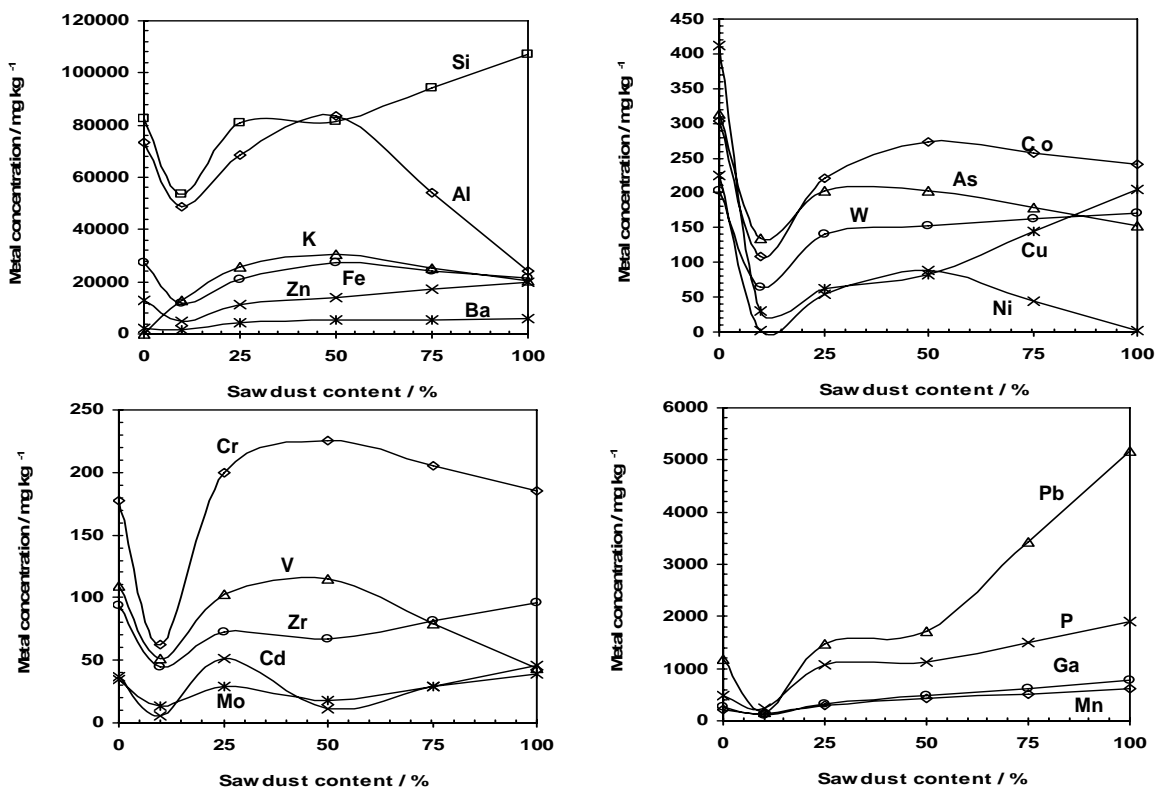 120000
100000
80000
60000
40000
20000
0
0 25 50 75 100
Metal concentration / mg kg -1
Sawdust content / %
Si
Al
K
Fe
Zn
Ba
450
400
350
300
250
200
150
100
50
0
0 25 50 75 100
Metal concentration / mg kg -1
Sawdust content / %
Co
As
W
Cu
Ni
250
200
150
100
50
0
0 25 50 75 100
Metal concentration / mg kg -1
Sawdust content / %
Cr
V
Zr
Cd
Mo
6000
5000
4000
3000
2000
1000
0
0 25 50 75 100
Metal concentration / mg kg -1
Sawdust content / %
Pb
P
Ga
Mn